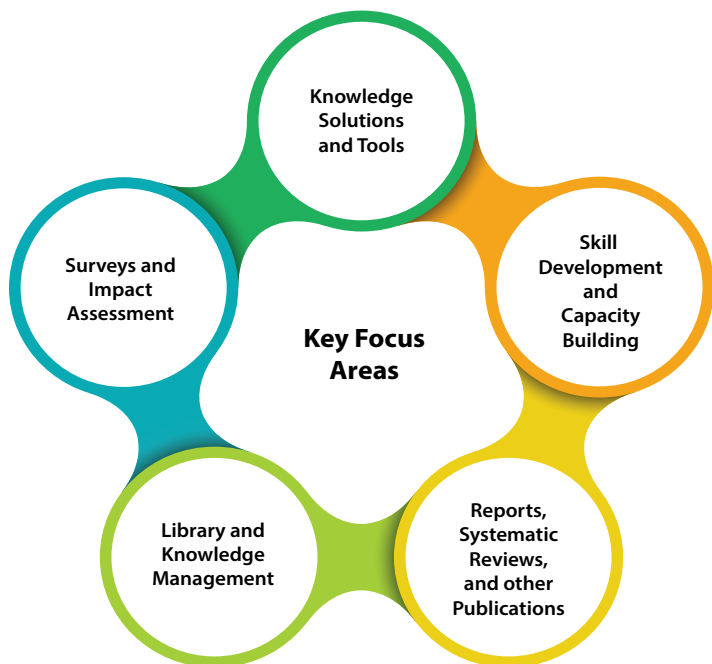 Knowledge
Solutions
and Tools
Skill
Development
and
Capacity
Building
Reports,
Systematic
Reviews,
and other
Publications
Library and
Knowledge
Management
Surveys and
Impact
Assessment
Key Focus
Areas